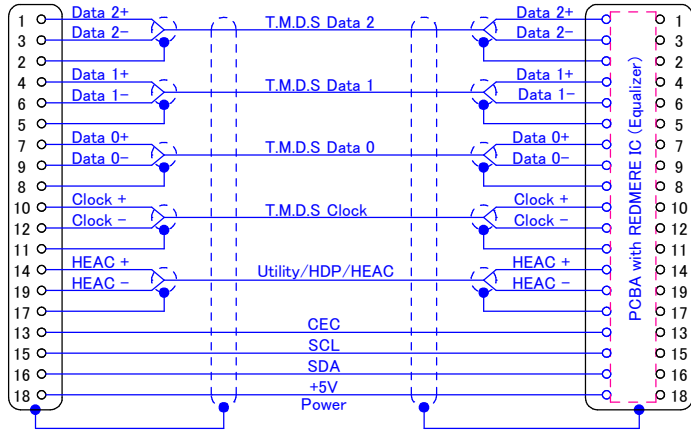 1 Data 2+ T.M.D.S Data 2 Data 2+ 1
3 Data 2- Data 2- 3
2 2
4 Data 1+ T.M.D.S Data 1 Data 1+ 4
6 Data 1- Data 1- 6
5 5
7 Data 0+ T.M.D.S Data 0 Data 0+ 7
9 Data 0- Data 0- 9
8 8
10 Clock + T.M.D.S Clock Clock + 10
12 Clock - Clock - 12
11 11
14 HEAC + Utility/HDP/HEAC HEAC + 14
19 HEAC - HEAC - 19
17 17
13 CEC 13
15 SCL 15
16 SDA 16
18 +5V 18
Power
PCBA with REDMERE IC (Equalizer)